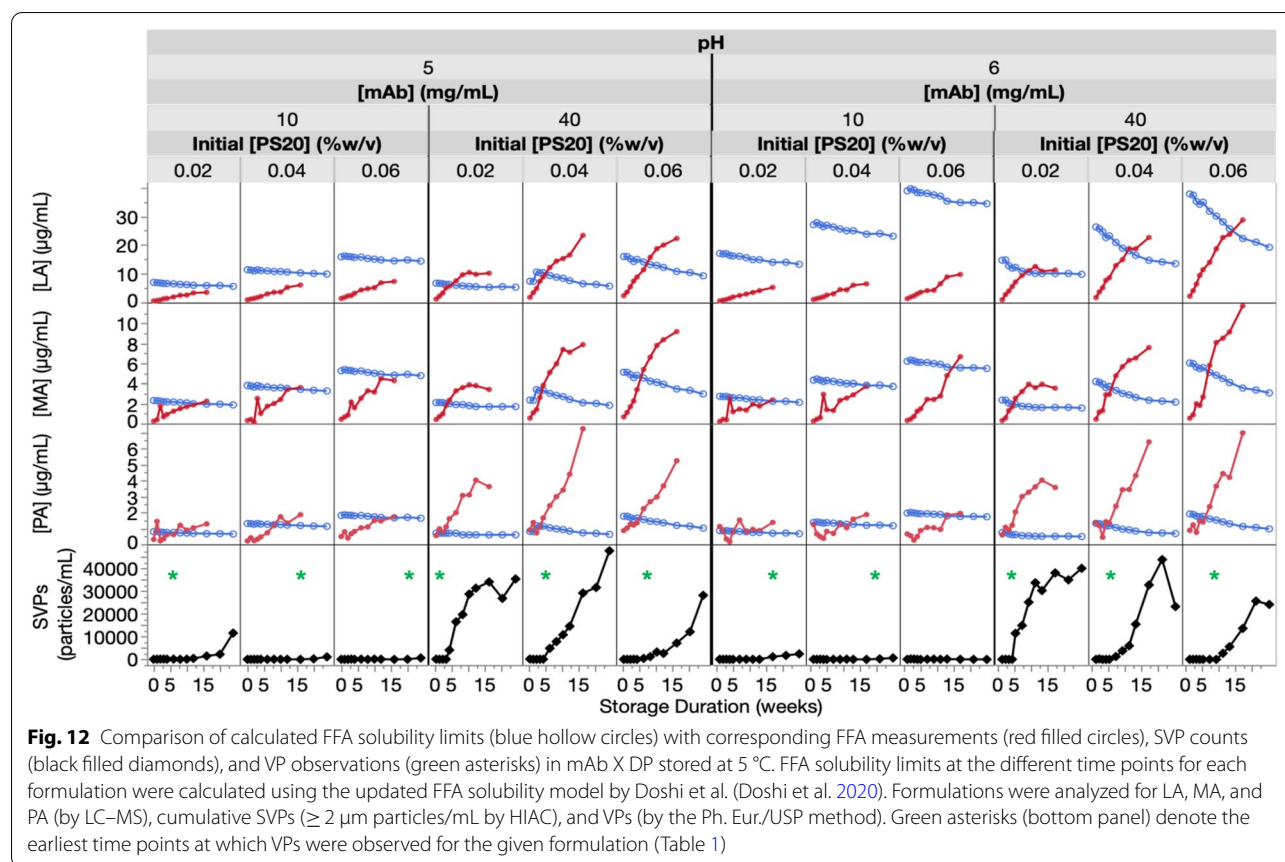 pH
5 6
[mAb] (mg/mL) [mAb] (mg/mL)
10 40 10 40
Initial [PS20] (%w/v) Initial [PS20] (%w/v) Initial [PS20] (%w/v) Initial [PS20] (%w/v)
0.02 0.04 0.06 0.02 0.04 0.06 0.02 0.04 0.06 0.02 0.04 0.06
[LA] (µg/mL)
30
20
10
0
[MA] (µg/mL)
10
8
6
4
2
0
[PA] (µg/mL)
6
5
4
3
2
1
0
SVPs
(particles/mL)
40000
* * * * * * * * * * *
30000
20000
10000
0
0 5 15 0 5 15 0 5 15 0 5 15 0 5 15 0 5 15 0 5 15 0 5 15 0 5 15 0 5 15 0 5 15 0 5 15
Storage Duration (weeks)
Fig. 12 Comparison of calculated FFA solubility limits (blue hollow circles) with corresponding FFA measurements (red filled circles), SVP counts
(black filled diamonds), and VP observations (green asterisks) in mAb X DP stored at 5 °C. FFA solubility limits at the different time points for each
formulation were calculated using the updated FFA solubility model by Doshi et al. (Doshi et al. 2020). Formulations were analyzed for LA, MA, and
PA (by LC–MS), cumulative SVPs (≥ 2 µm particles/mL by HIAC), and VPs (by the Ph. Eur./USP method). Green asterisks (bottom panel) denote the
earliest time points at which VPs were observed for the given formulation (Table 1)